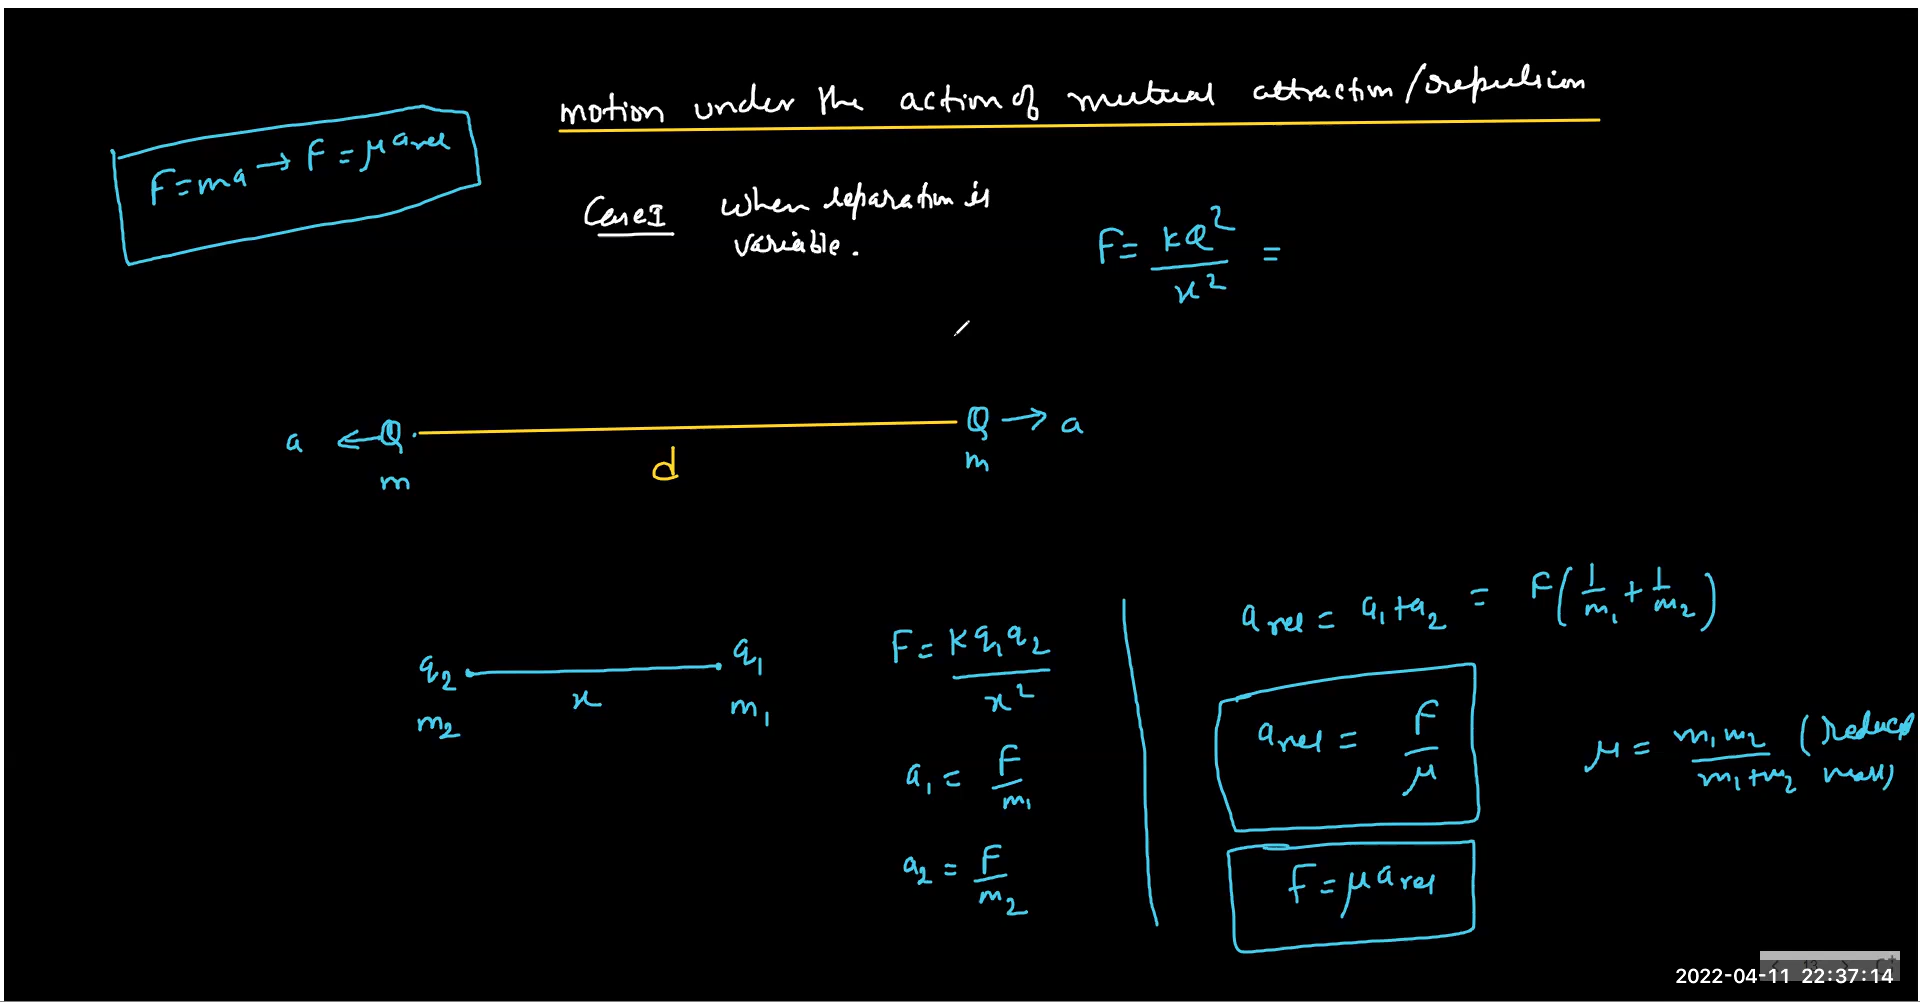 motion under the action of mutual attraction/repulsion
F=ma → F = μ a rel
Case I when separation is
variable.
F = kQ²/x² =
a ← Q Q → a
m m
d
q₂ q₁
x
m₂ m₁
F = kq₁q₂/x²
a₁ = F/m₁
a₂ = F/m₂
a rel = a₁+a₂ = F(1/m₁ + 1/m₂)
a rel = F/μ
μ = m₁m₂/m₁+m₂ (reduced
mass)
F = μ a rel
13
2022-04-11 22:37:14